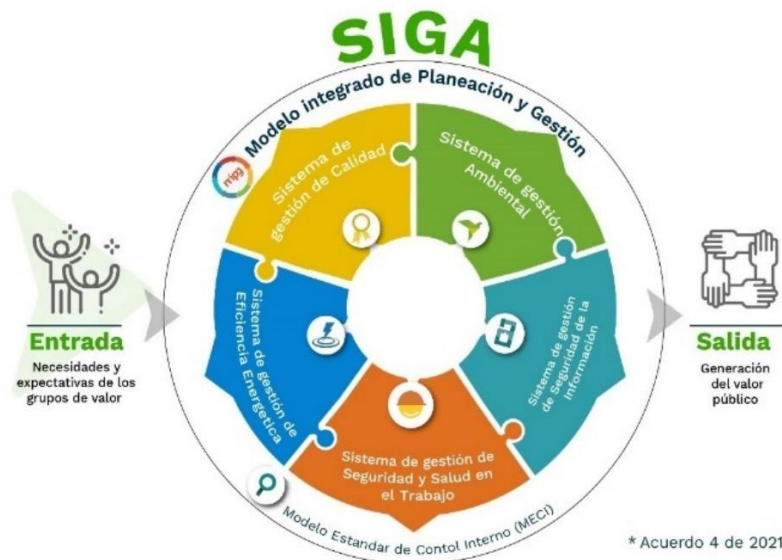 SIGA
Modelo integrado de Planeación y Gestión
mipg
Sistema de
gestión de Calidad
Sistema de gestión
Ambiental
Entrada
Necesidades y
expectativas de los
grupos de valor
Sistema de gestión de
Eficiencia Energetica
Sistema de gestión
de Seguridad de la
Información
Salida
Generación
del valor
público
Sistema de gestión de
Seguridad y Salud en
el Trabajo
Modelo Estandar de Contol Interno (MECI)
* Acuerdo 4 de 2021